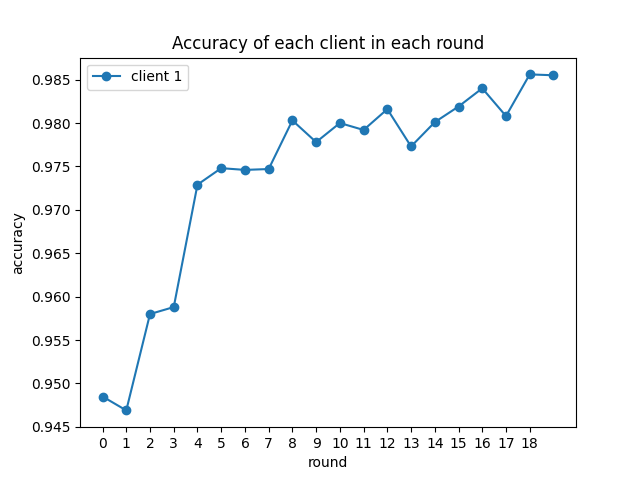 Accuracy of each client in each round
client 1
0.985
0.980
0.975
0.970
0.965
0.960
0.955
0.950
0.945
accuracy
0 1 2 3 4 5 6 7 8 9 10 11 12 13 14 15 16 17 18
round